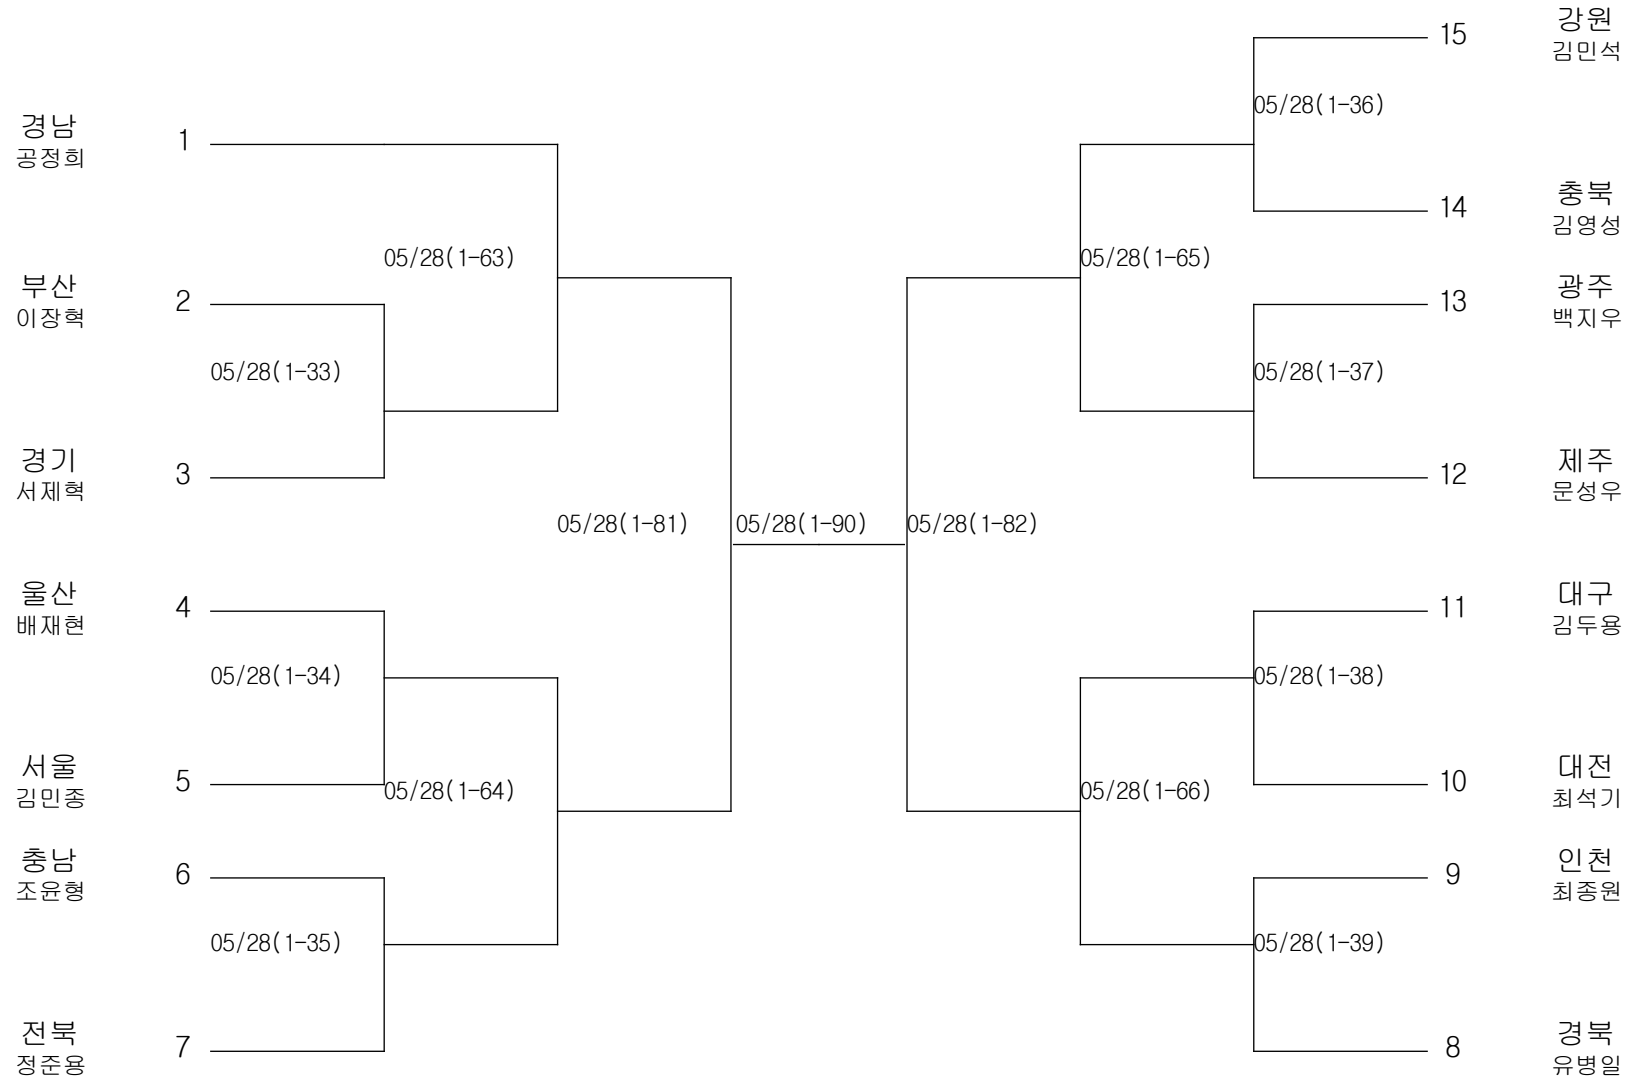 강원
15
김민석
05/28(1-36)
경남
1
공정희
충북
14
김영성
05/28(1-63)
05/28(1-65)
부산
2
이장혁
광주
13
백지우
05/28(1-33)
05/28(1-37)
경기
3
서제혁
제주
12
문성우
05/28(1-81)
05/28(1-90)
05/28(1-82)
울산
4
배재현
대구
11
김두용
05/28(1-34)
05/28(1-38)
서울
5
김민종
05/28(1-64)
05/28(1-66)
대전
10
최석기
충남
6
조윤형
인천
9
최종원
05/28(1-35)
05/28(1-39)
전북
7
정준용
경북
8
유병일